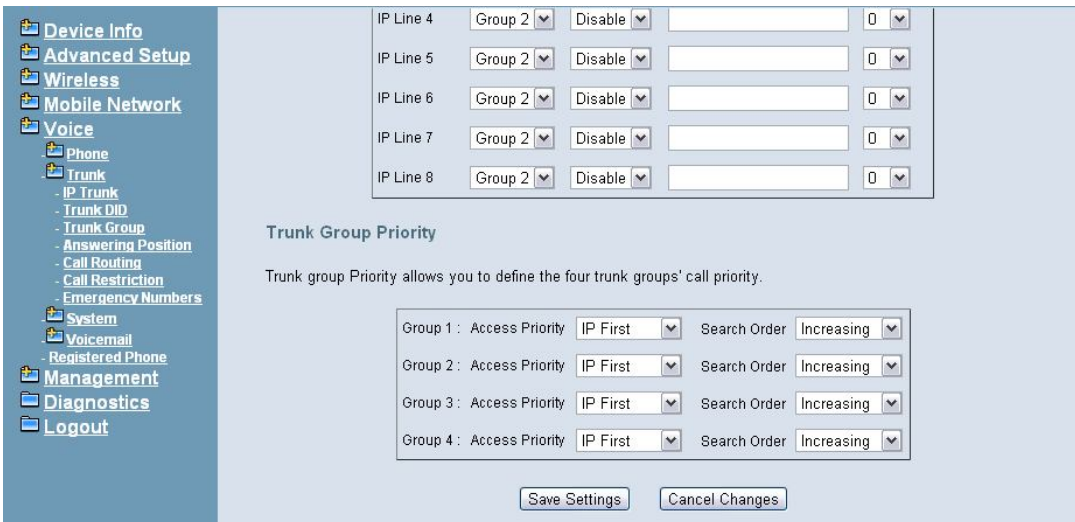 Device Info
Advanced Setup
Wireless
Mobile Network
Voice
Phone
Trunk
- IP Trunk
- Trunk DID
- Trunk Group
- Answering Position
- Call Routing
- Call Restriction
- Emergency Numbers
System
Voicemail
- Registered Phone
Management
Diagnostics
Logout
IP Line 4 Group 2 Disable 0
IP Line 5 Group 2 Disable 0
IP Line 6 Group 2 Disable 0
IP Line 7 Group 2 Disable 0
IP Line 8 Group 2 Disable 0
Trunk Group Priority
Trunk group Priority allows you to define the four trunk groups' call priority.
Group 1 : Access Priority IP First Search Order Increasing
Group 2 : Access Priority IP First Search Order Increasing
Group 3 : Access Priority IP First Search Order Increasing
Group 4 : Access Priority IP First Search Order Increasing
Save Settings Cancel Changes